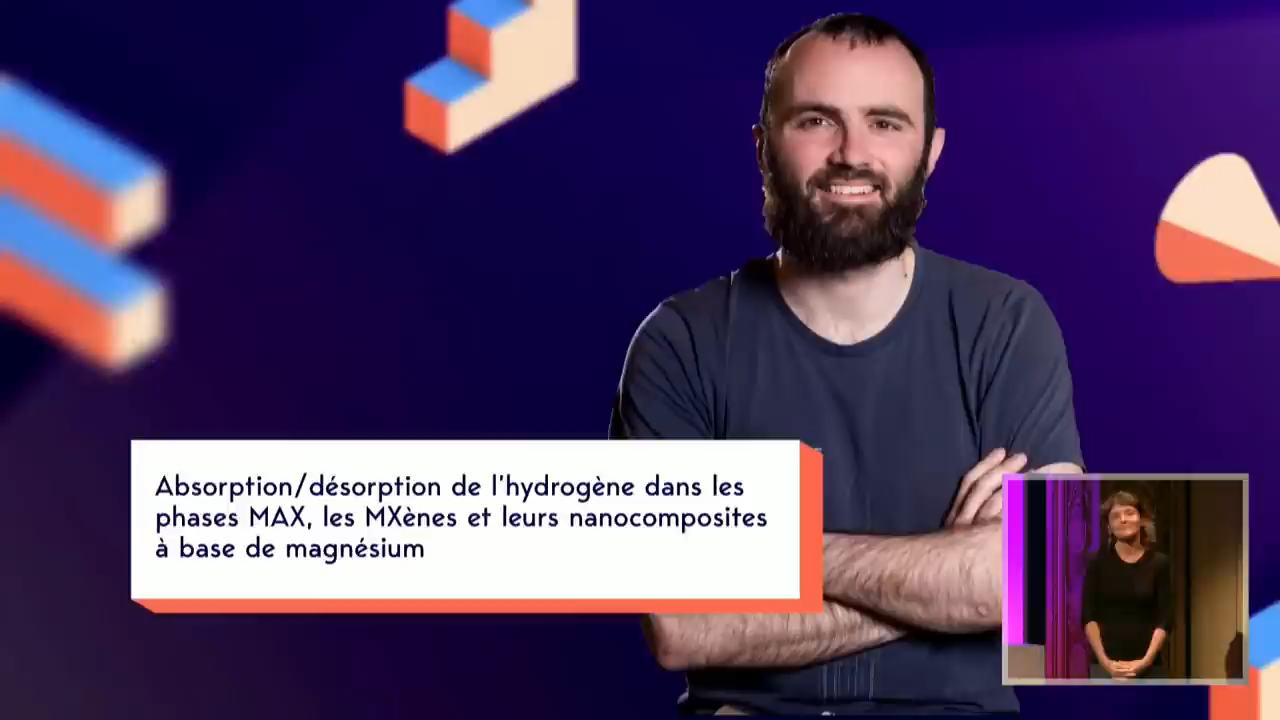 Absorption/désorption de l'hydrogène dans les
phases MAX, les MXènes et leurs nanocomposites
à base de magnésium